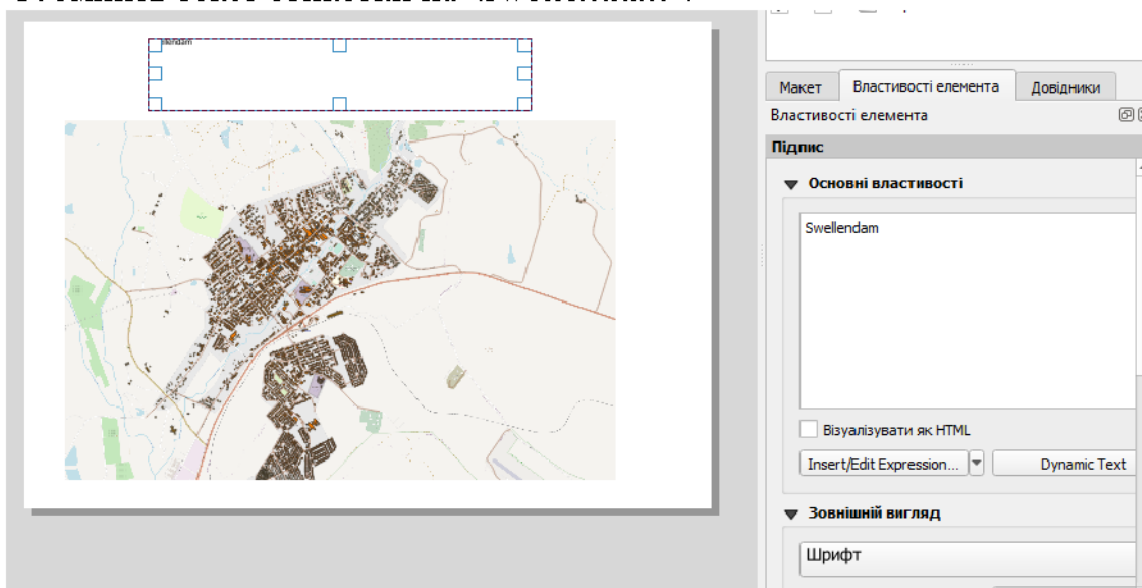 llendam
Макет
Властивості елемента
Довідники
Властивості елемента
Підпис
Основні властивості
Swellendam
Візуалізувати як HTML
Insert/Edit Expression...
Dynamic Text
Зовнішній вигляд
Шрифт